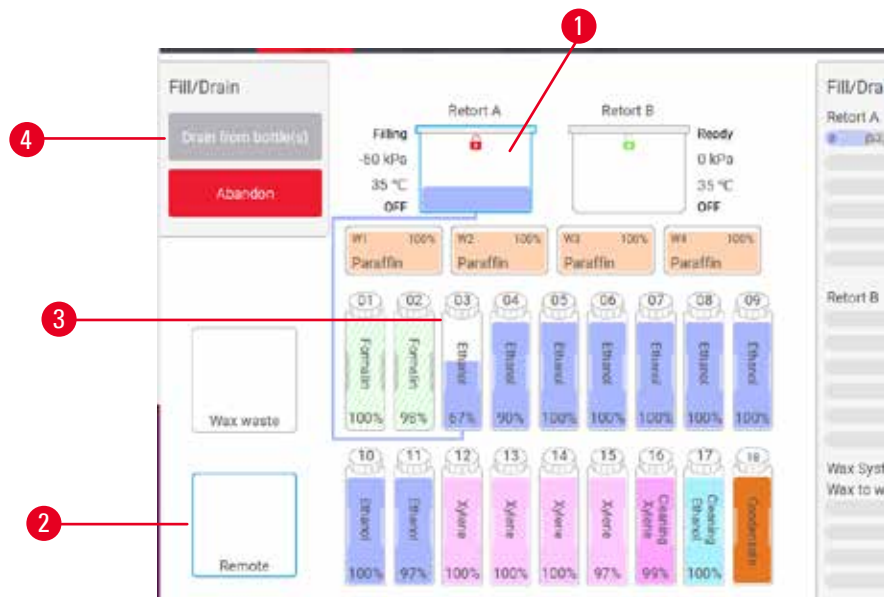 1
Fill/Drain
Drain from bottle(s)
Abandon
4
Retort A
Retort B
Filling
-60 kPa
35 °C
OFF
Ready
0 kPa
35 °C
OFF
W1 100%
Paraffin
W2 100%
Paraffin
W3 100%
Paraffin
W4 100%
Paraffin
3
01 02 03 04 05 06 07 08 09
Formalin Formalin Ethanol Ethanol Ethanol Ethanol Ethanol Ethanol Ethanol
100% 98% 67% 90% 100% 100% 100% 100% 100%
Wax waste
10 11 12 13 14 15 16 17 18
Ethanol Ethanol Xylene Xylene Xylene Xylene Cleaning Xylene Cleaning Ethanol Condensate
100% 97% 100% 100% 100% 97% 99% 100%
2
Remote
Fill/Dra
Retort A
Retort B
Wax Syst
Wax to w